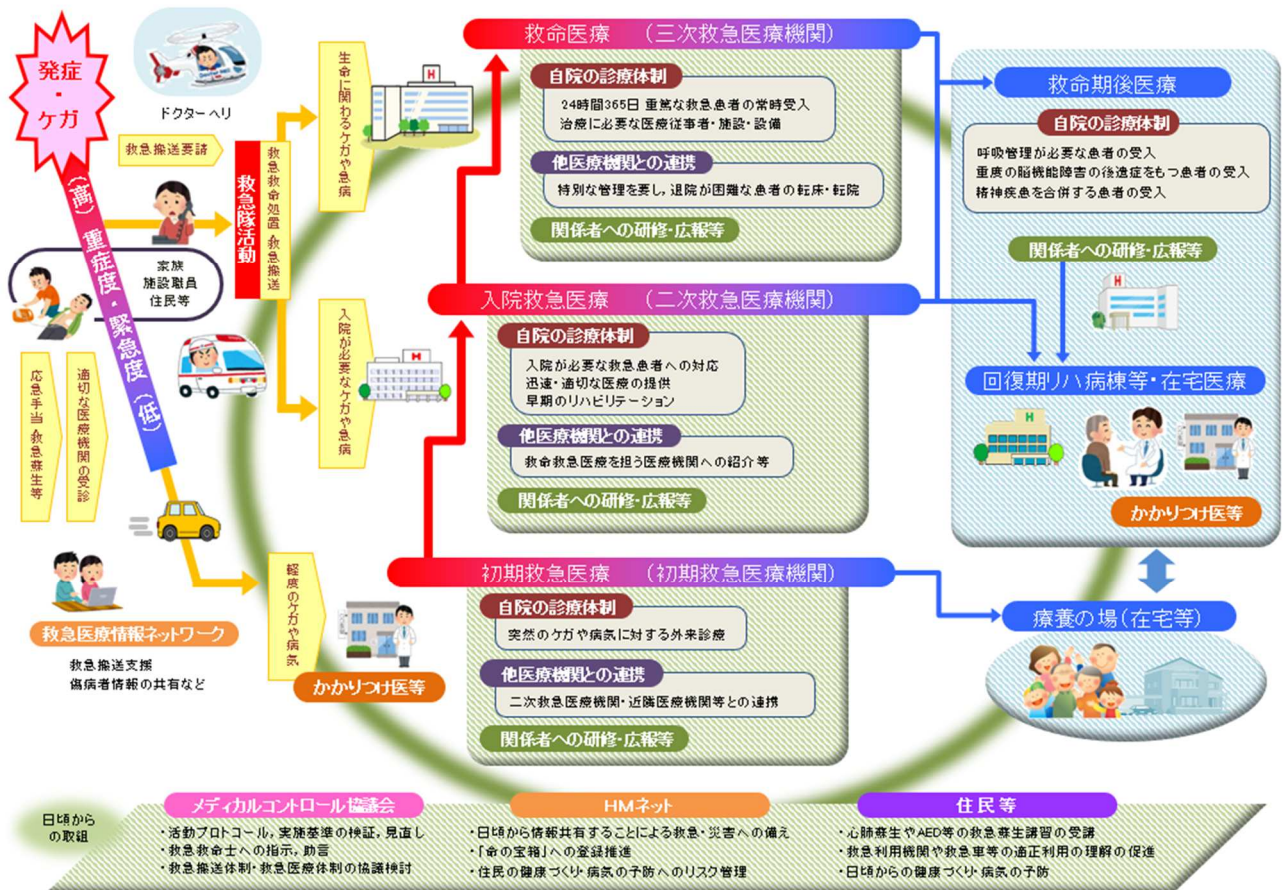 発症
・
ケガ
ドクターヘリ
救急搬送要請
(高) 重症度・緊急度 (低)
家族
施設職員
住民等
救急隊活動
救急救命処置・救急搬送
生命に関わるケガや急病
入院が必要なケガや急病
応急手当・救急蘇生等
適切な医療機関の受診
軽度のケガや病気
かかりつけ医等
救急医療情報ネットワーク
救急搬送支援
傷病者情報の共有など
救命医療 (三次救急医療機関)
自院の診療体制
24時間365日 重篤な救急患者の常時受入
治療に必要な医療従事者・施設・設備
他医療機関との連携
特別な管理を要し,退院が困難な患者の転床・転院
関係者への研修・広報等
入院救急医療 (二次救急医療機関)
自院の診療体制
入院が必要な救急患者への対応
迅速・適切な医療の提供
早期のリハビリテーション
他医療機関との連携
救命救急医療を担う医療機関への紹介等
関係者への研修・広報等
初期救急医療 (初期救急医療機関)
自院の診療体制
突然のケガや病気に対する外来診療
他医療機関との連携
二次救急医療機関・近隣医療機関等との連携
関係者への研修・広報等
救命期後医療
自院の診療体制
呼吸管理が必要な患者の受入
重度の脳機能障害の後遺症をもつ患者の受入
精神疾患を合併する患者の受入
関係者への研修・広報等
回復期リハ病棟等・在宅医療
かかりつけ医等
療養の場(在宅等)
日頃から
の取組
メディカルコントロール協議会
・活動プロトコール,実施基準の検証,見直し
・救急救命士への指示,助言
・救急搬送体制・救急医療体制の協議検討
HMネット
・日頃から情報共有することによる救急・災害への備え
・「命の宝箱」への登録推進
・住民の健康づくり・病気の予防へのリスク管理
住民等
・心肺蘇生やAED等の救急蘇生講習の受講
・救急利用機関や救急車等の適正利用の理解の促進
・日頃からの健康づくり・病気の予防